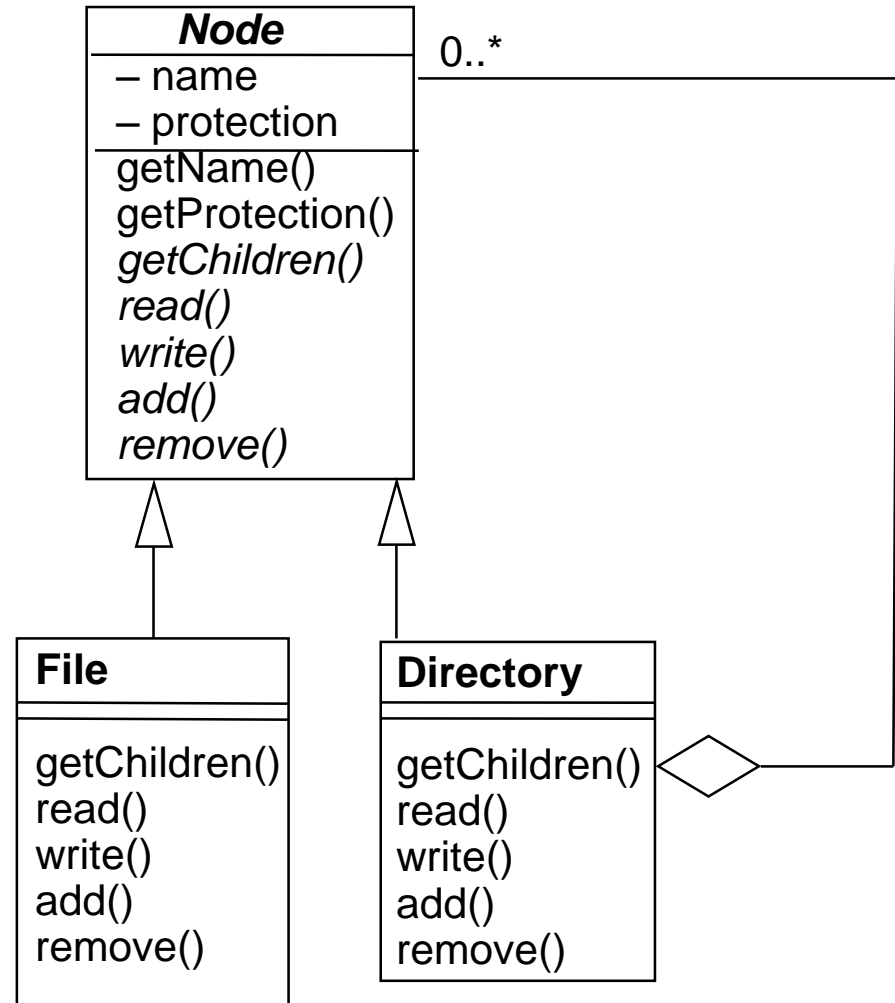 Node
0..*
– name
– protection
getName()
getProtection()
getChildren()
read()
write()
add()
remove()
File
getChildren()
read()
write()
add()
remove()
Directory
getChildren()
read()
write()
add()
remove()